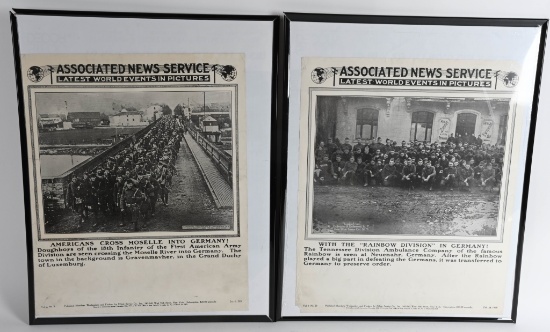 ASSOCIATED NEWS SERVICE
LATEST WORLD EVENTS IN PICTURES
AMERICANS CROSS MOSELLE INTO GERMANY!
Doughboys of the 18th Infantry of the First American Army
Division are seen crossing the Moselle River into Germany. The
town in the background is Gravenmacher, in the Grand Duchy
of Luxemburg.
ASSOCIATED NEWS SERVICE
LATEST WORLD EVENTS IN PICTURES
WITH THE "RAINBOW DIVISION" IN GERMANY!
The Tennessee Division Ambulance Company of the famous
Rainbow is seen at Neuenahr, Germany. After the Rainbow
played a big part in defeating the Germans, it was transferred to
Germany to preserve order.